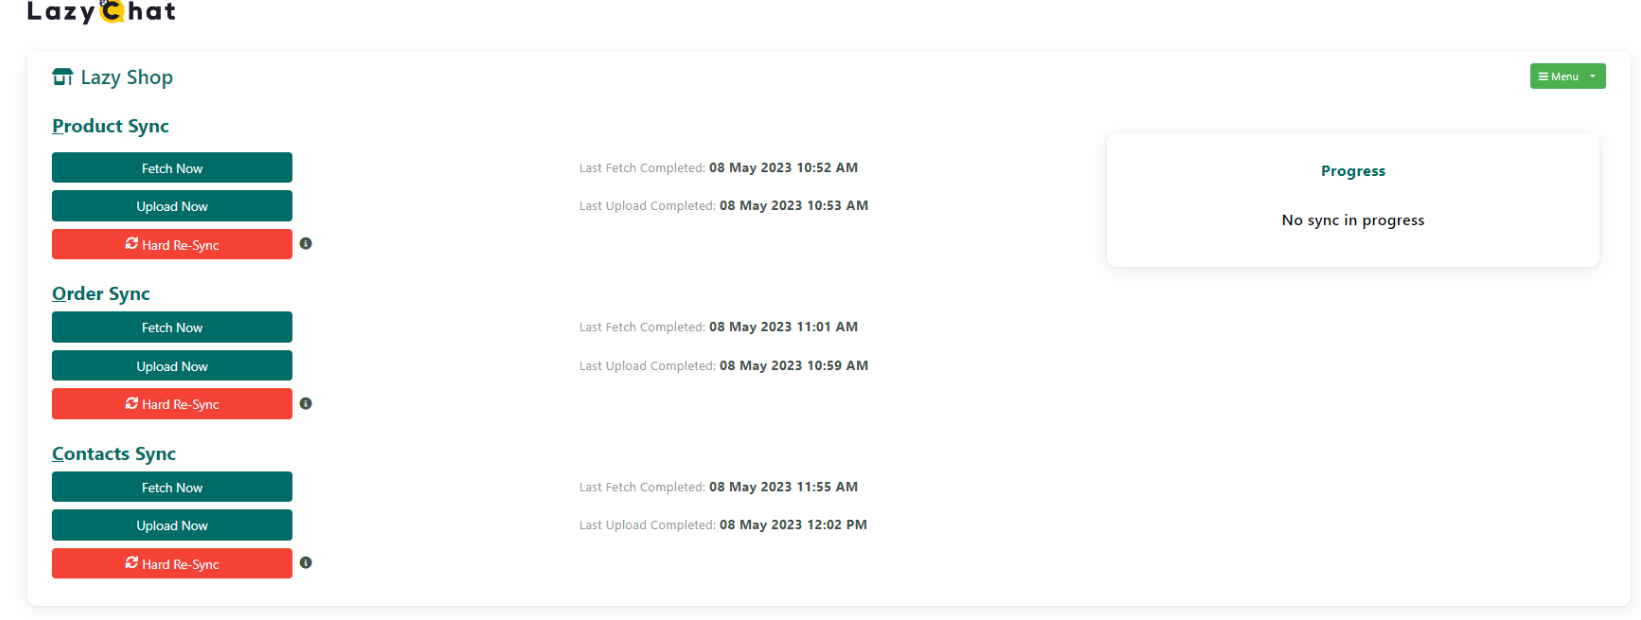 LazyChat
Lazy Shop
Menu
Product Sync
Fetch Now
Last Fetch Completed: 08 May 2023 10:52 AM
Upload Now
Last Upload Completed: 08 May 2023 10:53 AM
Hard Re-Sync
Progress
No sync in progress
Order Sync
Fetch Now
Last Fetch Completed: 08 May 2023 11:01 AM
Upload Now
Last Upload Completed: 08 May 2023 10:59 AM
Hard Re-Sync
Contacts Sync
Fetch Now
Last Fetch Completed: 08 May 2023 11:55 AM
Upload Now
Last Upload Completed: 08 May 2023 12:02 PM
Hard Re-Sync